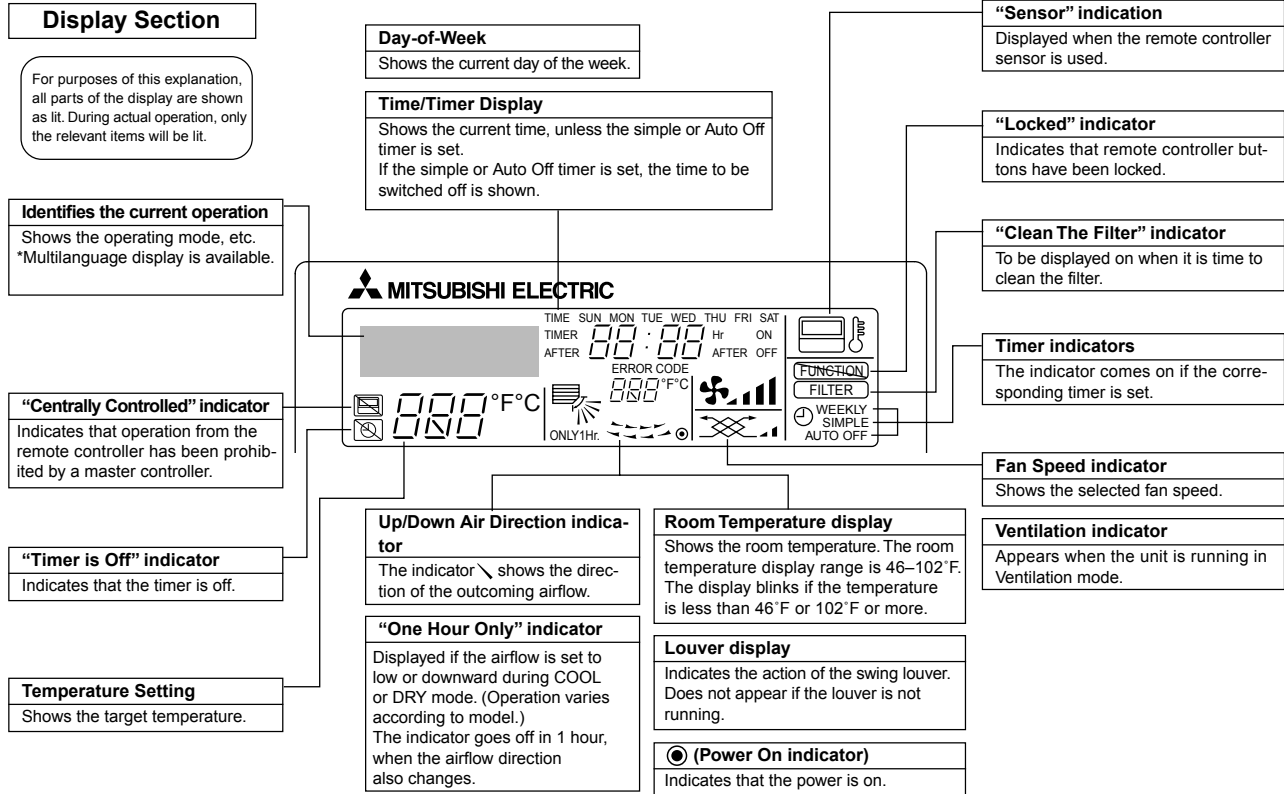 Display Section
For purposes of this explanation,
all parts of the display are shown
as lit. During actual operation, only
the relevant items will be lit.
Day-of-Week
Shows the current day of the week.
Time/Timer Display
Shows the current time, unless the simple or Auto Off
timer is set.
If the simple or Auto Off timer is set, the time to be
switched off is shown.
Identifies the current operation
Shows the operating mode, etc.
*Multilanguage display is available.
“Centrally Controlled” indicator
Indicates that operation from the
remote controller has been prohib-
ited by a master controller.
“Timer is Off” indicator
Indicates that the timer is off.
Temperature Setting
Shows the target temperature.
MITSUBISHI ELECTRIC
TIME SUN MON TUE WED THU FRI SAT
TIMER 88:88 Hr ON
AFTER AFTER OFF
ERROR CODE
888 °F°C
888 °F°C
ONLY1Hr.
FUNCTION
FILTER
WEEKLY
SIMPLE
AUTO OFF
Up/Down Air Direction indica-
tor
The indicator shows the direc-
tion of the outcoming airflow.
“One Hour Only” indicator
Displayed if the airflow is set to
low or downward during COOL
or DRY mode. (Operation varies
according to model.)
The indicator goes off in 1 hour,
when the airflow direction
also changes.
Room Temperature display
Shows the room temperature. The room
temperature display range is 46–102˚F.
The display blinks if the temperature
is less than 46˚F or 102˚F or more.
Louver display
Indicates the action of the swing louver.
Does not appear if the louver is not
running.
(Power On indicator)
Indicates that the power is on.
“Sensor” indication
Displayed when the remote controller
sensor is used.
“Locked” indicator
Indicates that remote controller but-
tons have been locked.
“Clean The Filter” indicator
To be displayed on when it is time to
clean the filter.
Timer indicators
The indicator comes on if the corre-
sponding timer is set.
Fan Speed indicator
Shows the selected fan speed.
Ventilation indicator
Appears when the unit is running in
Ventilation mode.